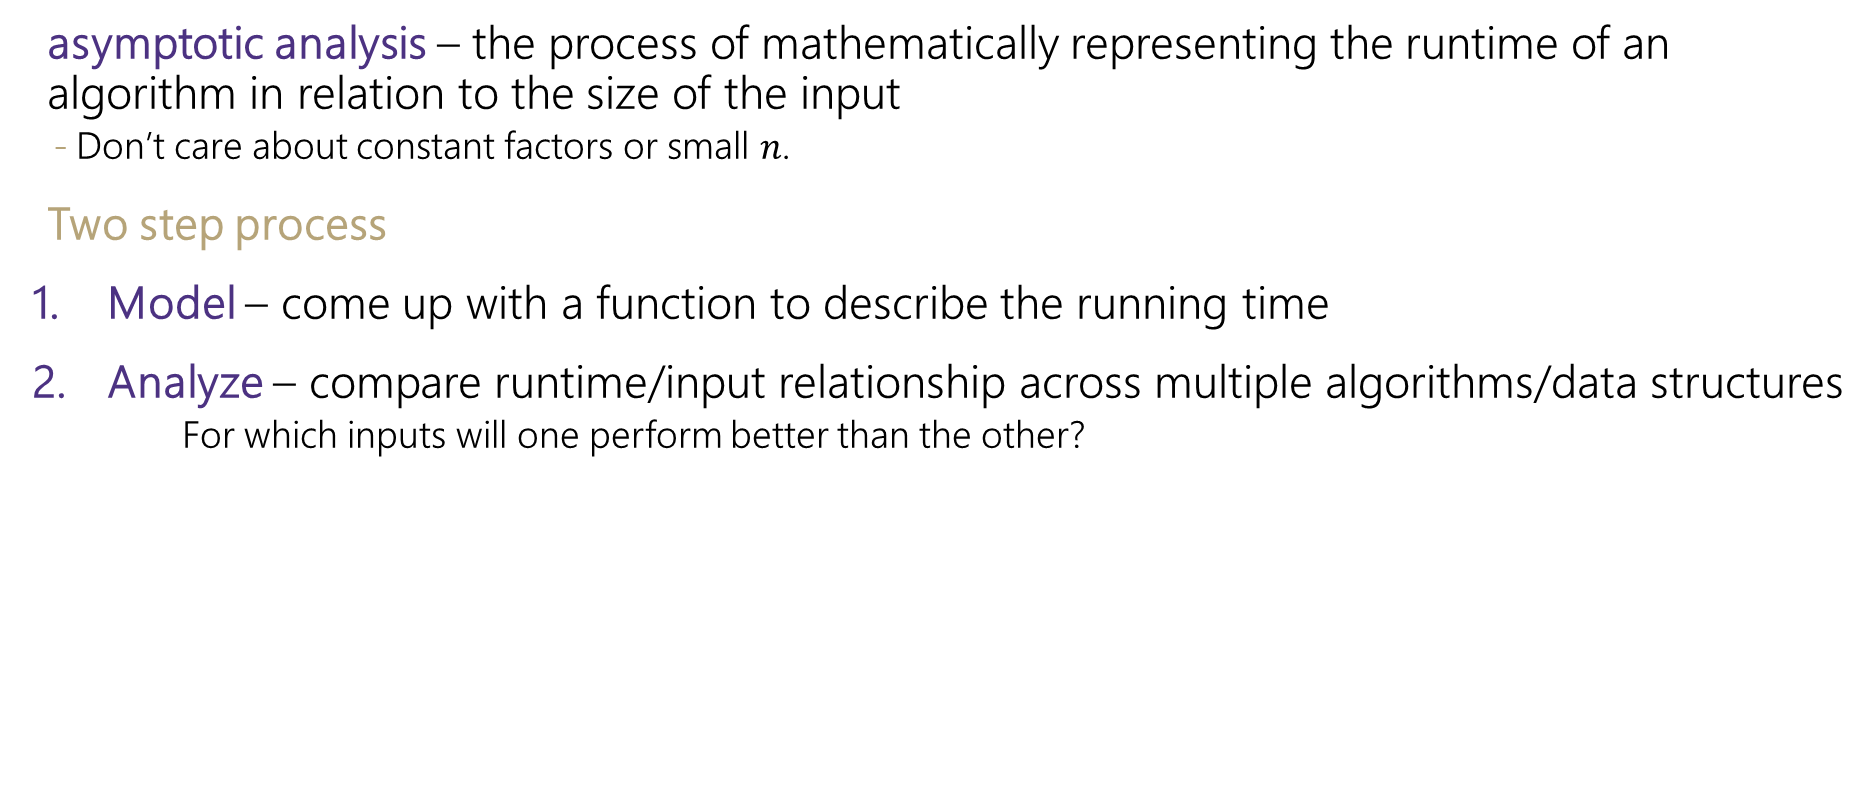 asymptotic analysis – the process of mathematically representing the runtime of an
algorithm in relation to the size of the input
- Don’t care about constant factors or small n.
Two step process
1. Model – come up with a function to describe the running time
2. Analyze – compare runtime/input relationship across multiple algorithms/data structures
For which inputs will one perform better than the other?